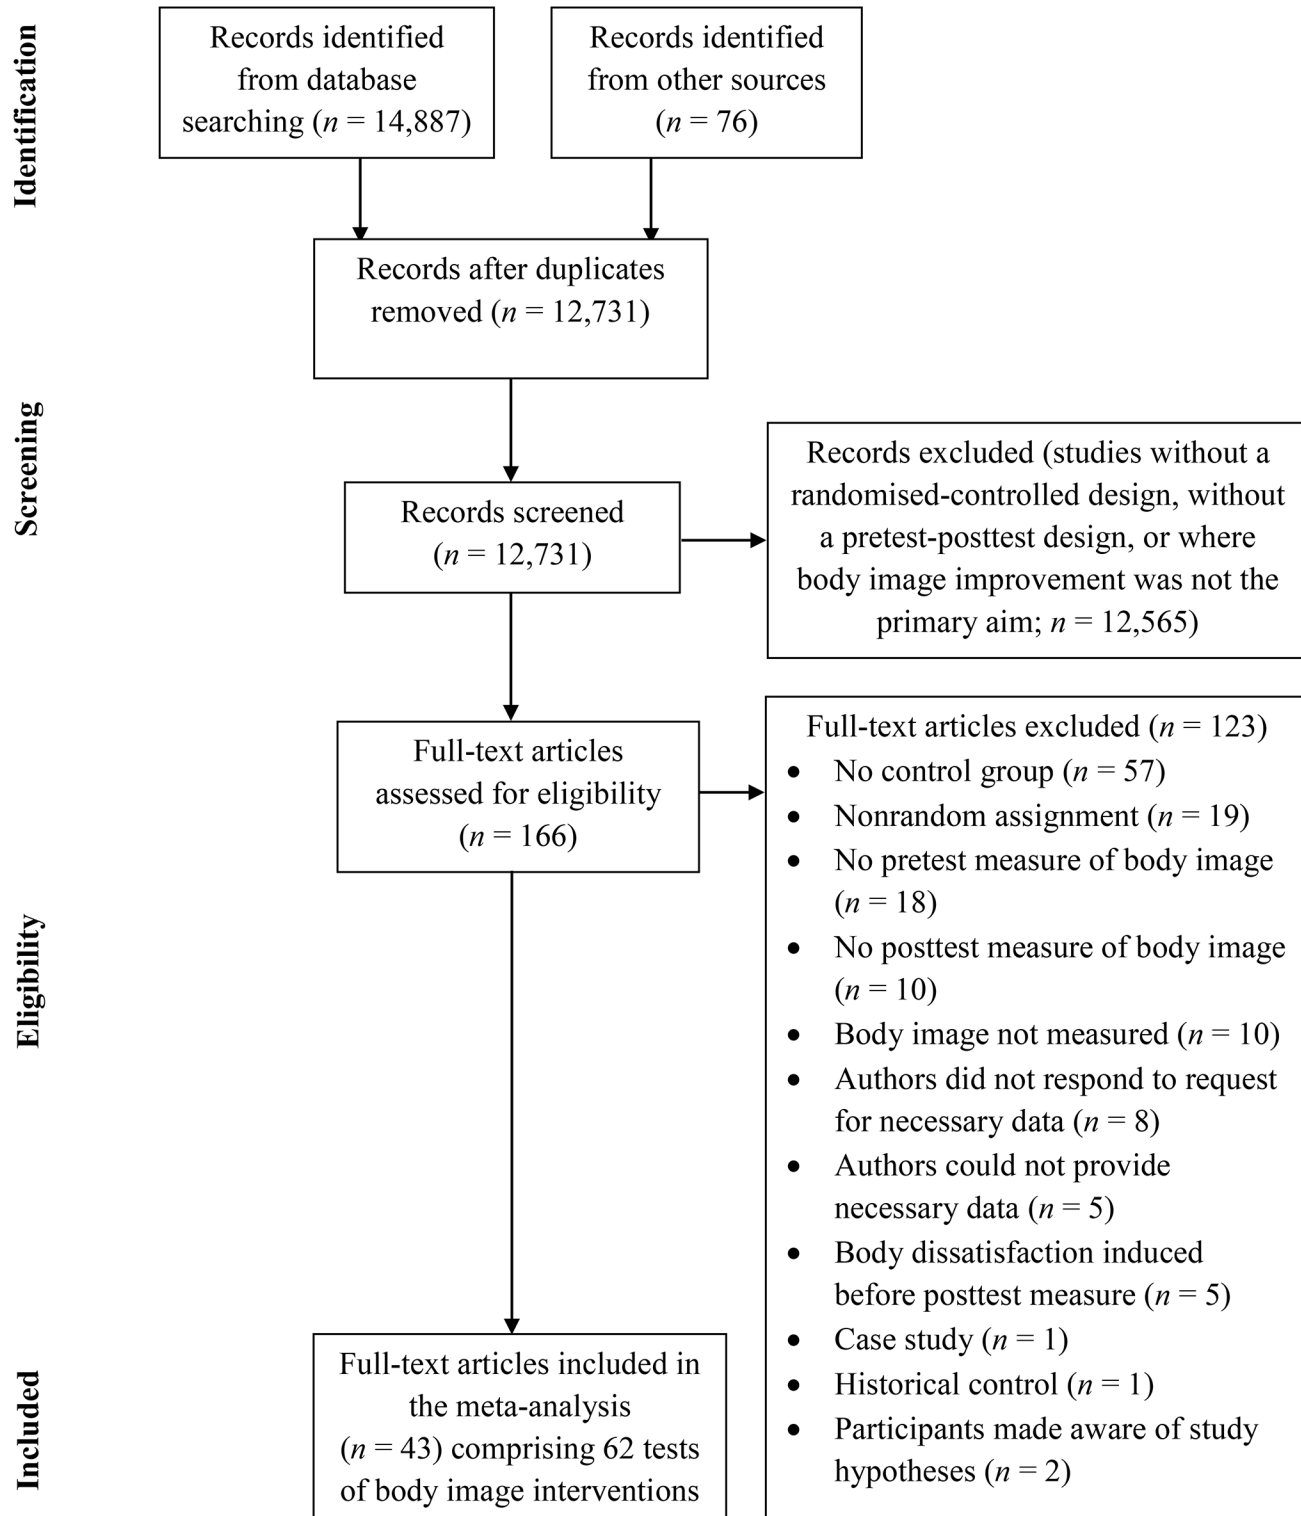 Identification
Records identified
from database
searching (n = 14,887)
Records identified
from other sources
(n = 76)
Records after duplicates
removed (n = 12,731)
Screening
Records screened
(n = 12,731)
Records excluded (studies without a
randomised-controlled design, without
a pretest-posttest design, or where
body image improvement was not the
primary aim; n = 12,565)
Eligibility
Full-text articles
assessed for eligibility
(n = 166)
Full-text articles excluded (n = 123)
• No control group (n = 57)
• Nonrandom assignment (n = 19)
• No pretest measure of body image
(n = 18)
• No posttest measure of body image
(n = 10)
• Body image not measured (n = 10)
• Authors did not respond to request
for necessary data (n = 8)
• Authors could not provide
necessary data (n = 5)
• Body dissatisfaction induced
before posttest measure (n = 5)
• Case study (n = 1)
• Historical control (n = 1)
• Participants made aware of study
hypotheses (n = 2)
Included
Full-text articles included in
the meta-analysis
(n = 43) comprising 62 tests
of body image interventions